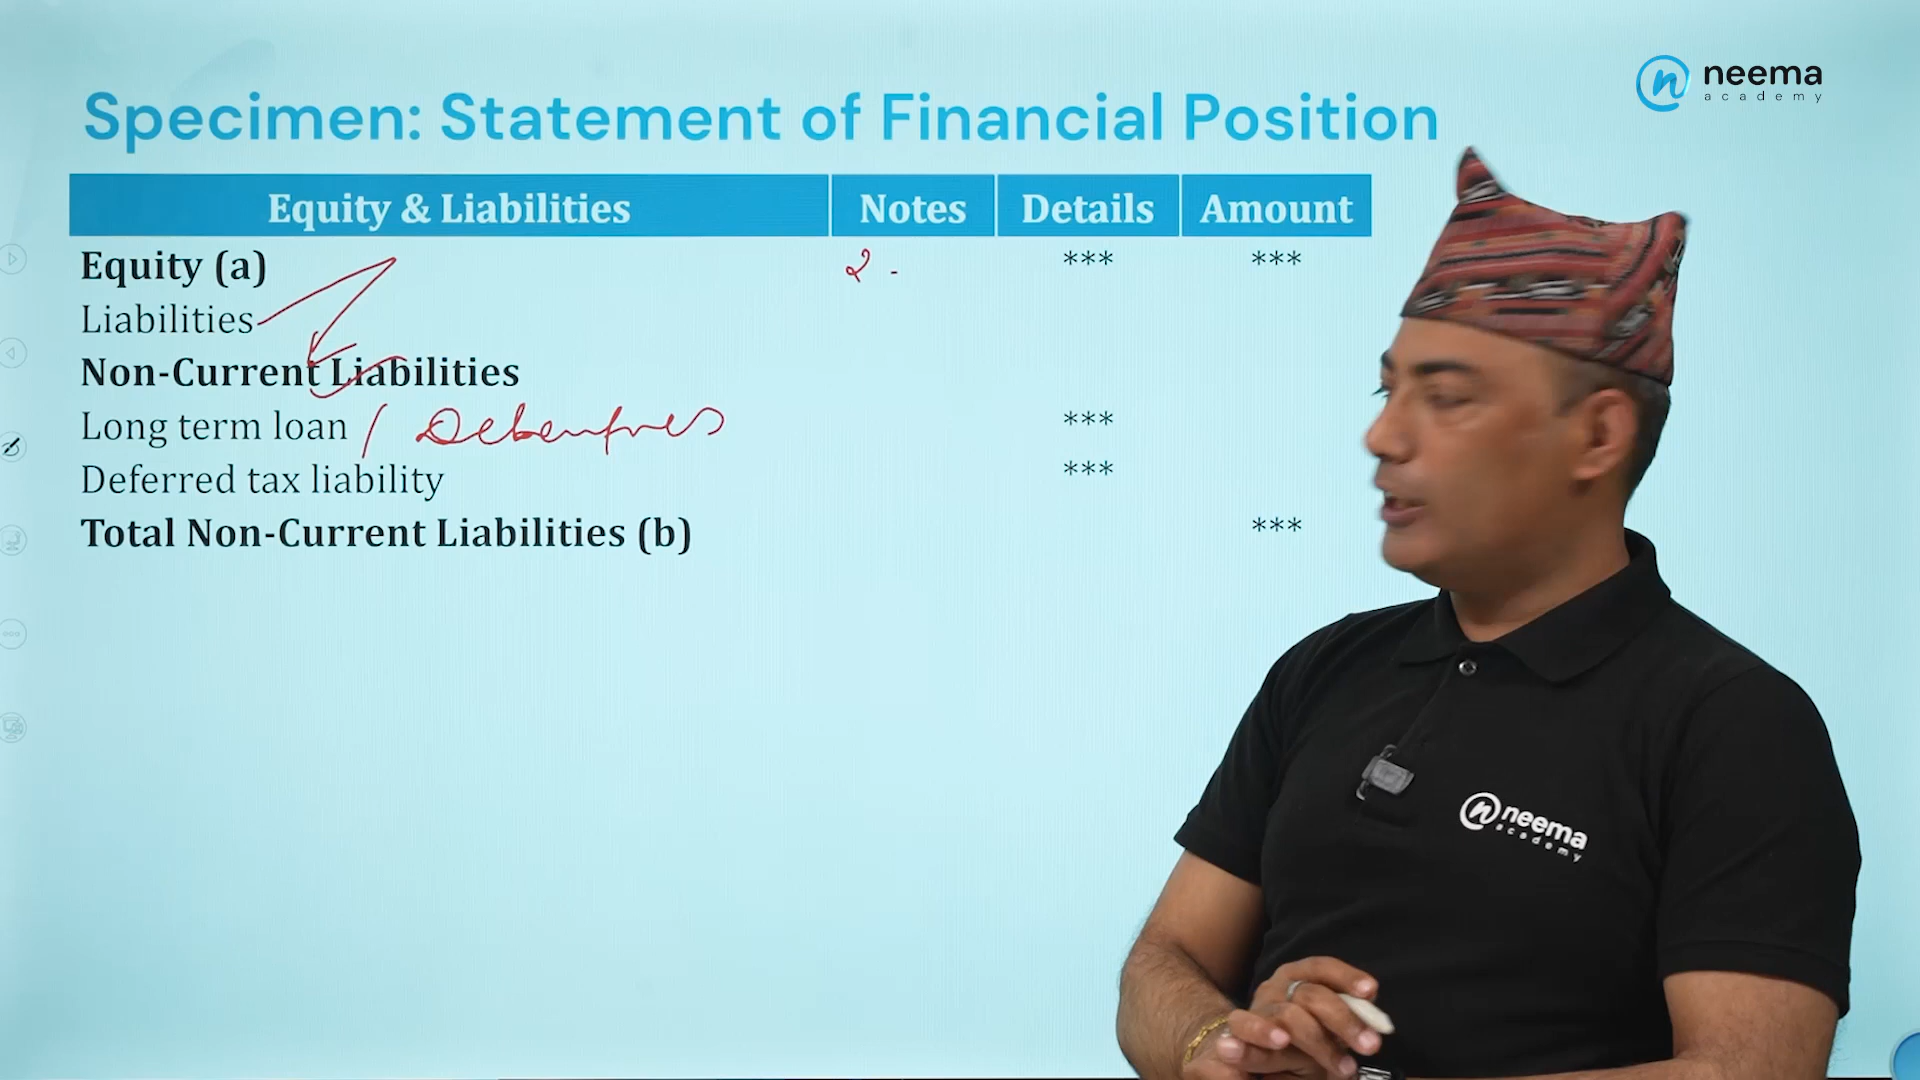 neema
academy
Specimen: Statement of Financial Position
Equity & Liabilities Notes Details Amount
Equity (a) 2 - *** ***
Liabilities
Non-Current Liabilities
Long term loan / Debentures ***
Deferred tax liability ***
Total Non-Current Liabilities (b) ***
neema
academy